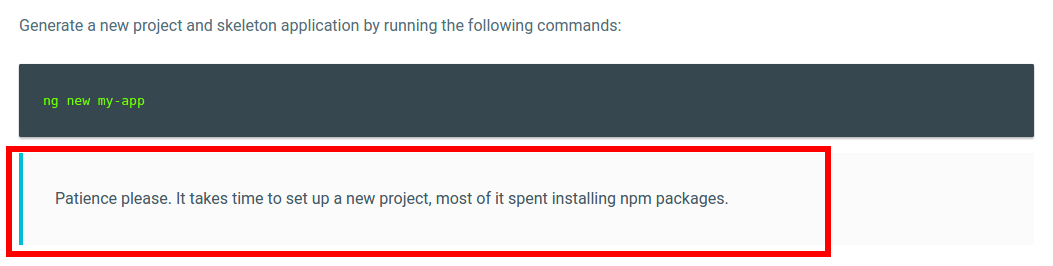 Generate a new project and skeleton application by running the following commands:
ng new my-app
Patience please. It takes time to set up a new project, most of it spent installing npm packages.